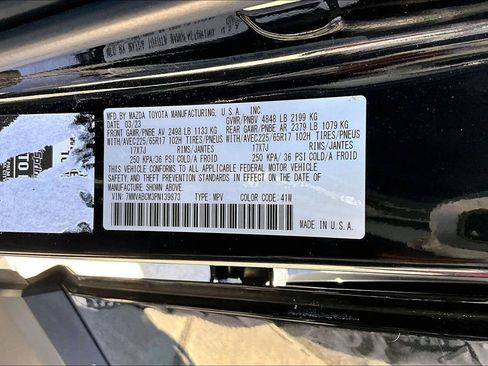 MFD. BY MAZDA TOYOTA MANUFACTURING, U.S.A., INC.
03/23 GVWR/PNBV 4848 LB 2199 KG
FRONT GAWR/PNBE AV 2498 LB 1133 KG REAR GAWR/PNBE AR 2379 LB 1079 KG
WITH/AVEC225/65R17 102H TIRES/PNEUS WITH/AVEC225/65R17 102H TIRES/PNEUS
17X7J RIMS/JANTES 17X7J RIMS/JANTES
250 KPA/36 PSI COLD/A FROID 250 KPA/36 PSI COLD/A FROID
THIS VEHICLE CONFORMS TO ALL APPLICABLE FEDERAL MOTOR VEHICLE
SAFETY, AND THEFT PREVENTION STANDARDS IN EFFECT ON THE DATE OF
MANUFACTURE SHOWN ABOVE.
VIN: 7MMVABCM3PN139873 TYPE: MPV COLOR CODE: 41W